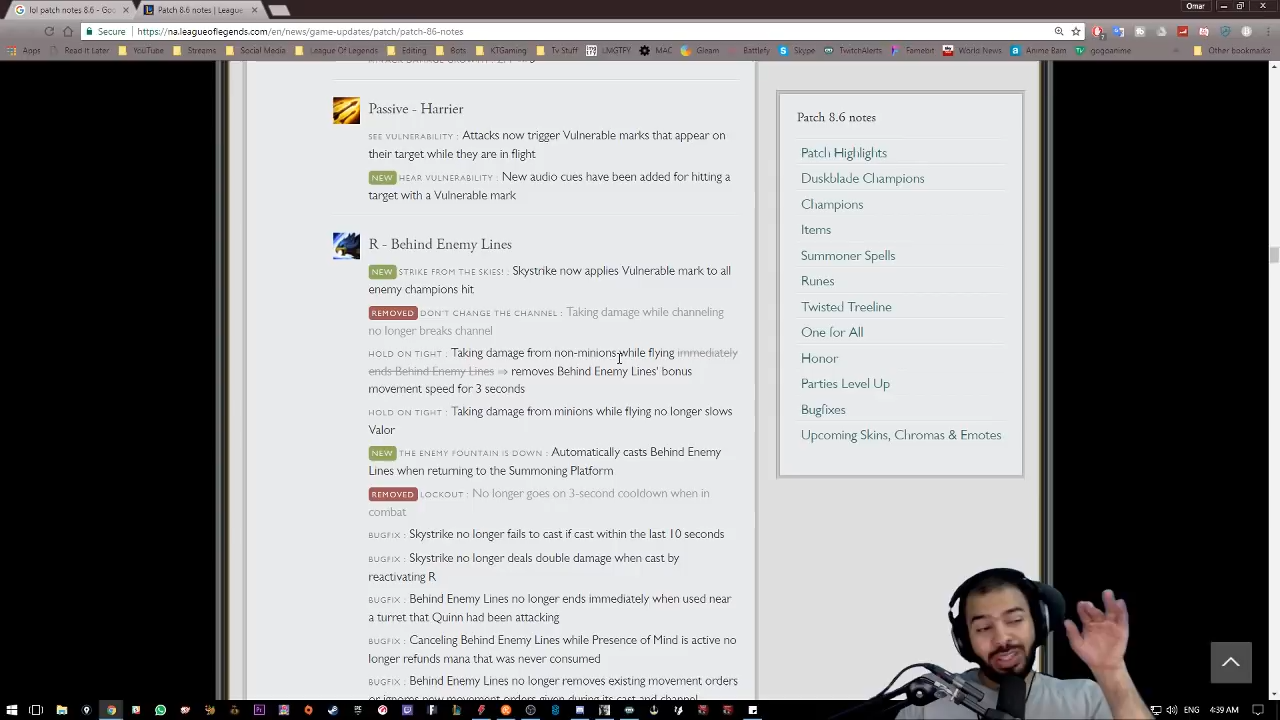 lol patch notes 8.6 - Goo
Patch 8.6 notes | League
Omar
Secure | https://na.leagueoflegends.com/en/news/game-updates/patch/patch-86-notes
Apps Read It Later YouTube Streams Social Media League Of Legends Editing Bots KTGaming Tv Stuff LMGTFY MAC Gleam Battlefy Skype TwitchAlerts Famebit World News Anime Bam gogoanime Other bookmarks
Passive - Harrier
SEE VULNERABILITY : Attacks now trigger Vulnerable marks that appear on
their target while they are in flight
NEW HEAR VULNERABILITY : New audio cues have been added for hitting a
target with a Vulnerable mark
R - Behind Enemy Lines
NEW STRIKE FROM THE SKIES! : Skystrike now applies Vulnerable mark to all
enemy champions hit
REMOVED DON'T CHANGE THE CHANNEL : Taking damage while channeling
no longer breaks channel
HOLD ON TIGHT : Taking damage from non-minions while flying immediately
ends Behind Enemy Lines ⇒ removes Behind Enemy Lines' bonus
movement speed for 3 seconds
HOLD ON TIGHT : Taking damage from minions while flying no longer slows
Valor
NEW THE ENEMY FOUNTAIN IS DOWN : Automatically casts Behind Enemy
Lines when returning to the Summoning Platform
REMOVED LOCKOUT : No longer goes on 3-second cooldown when in
combat
BUGFIX : Skystrike no longer fails to cast if cast within the last 10 seconds
BUGFIX : Skystrike no longer deals double damage when cast by
reactivating R
BUGFIX : Behind Enemy Lines no longer ends immediately when used near
a turret that Quinn had been attacking
BUGFIX : Canceling Behind Enemy Lines while Presence of Mind is active no
longer refunds mana that was never consumed
BUGFIX : Behind Enemy Lines no longer removes existing movement orders
or ignores new movement orders given during its cast and channel
Patch 8.6 notes
Patch Highlights
Duskblade Champions
Champions
Items
Summoner Spells
Runes
Twisted Treeline
One for All
Honor
Parties Level Up
Bugfixes
Upcoming Skins, Chromas & Emotes
4:39 AM